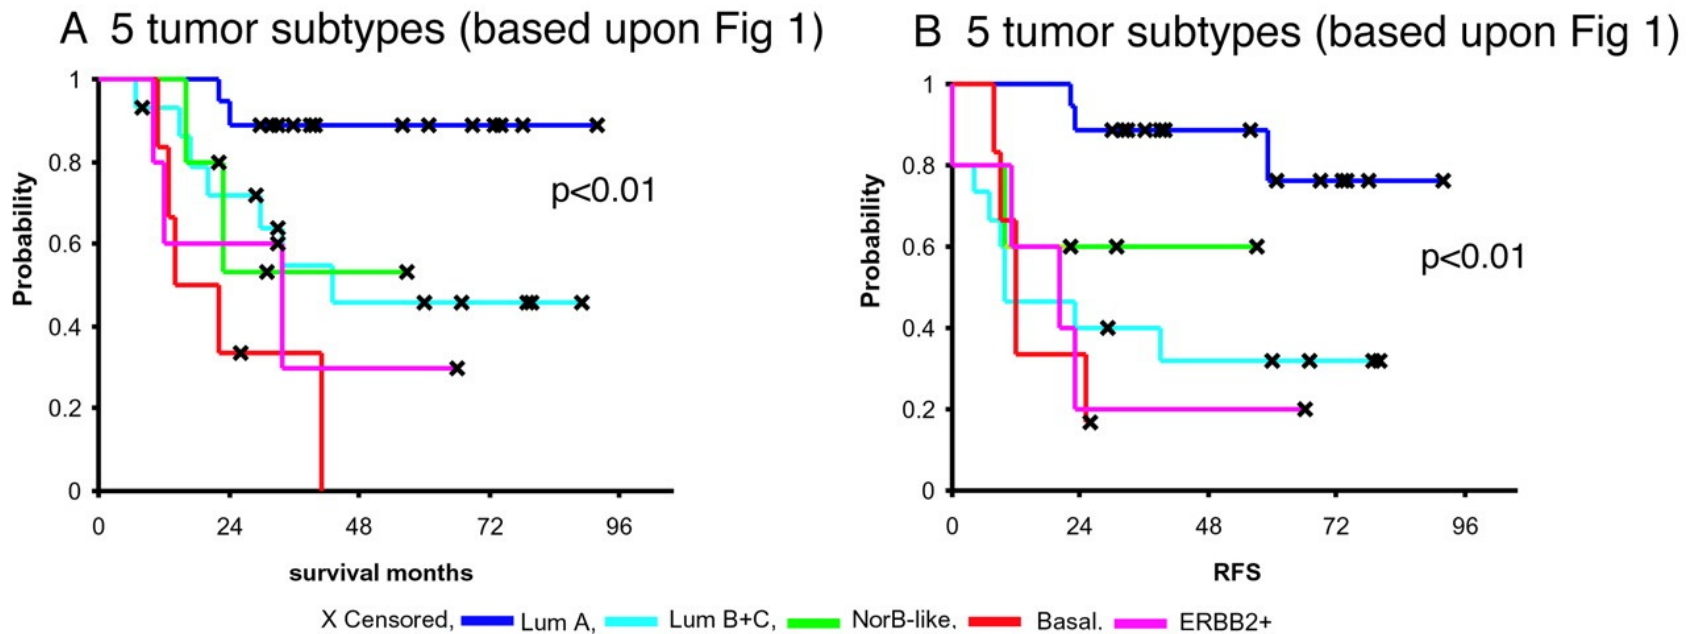 A 5 tumor subtypes (based upon Fig 1)
B 5 tumor subtypes (based upon Fig 1)
Probability
1
0.8
0.6
0.4
0.2
0
p<0.01
0 24 48 72 96
survival months
Probability
1
0.8
0.6
0.4
0.2
0
p<0.01
0 24 48 72 96
RFS
X Censored, Lum A, Lum B+C, NorB-like. Basal. ERBB2+